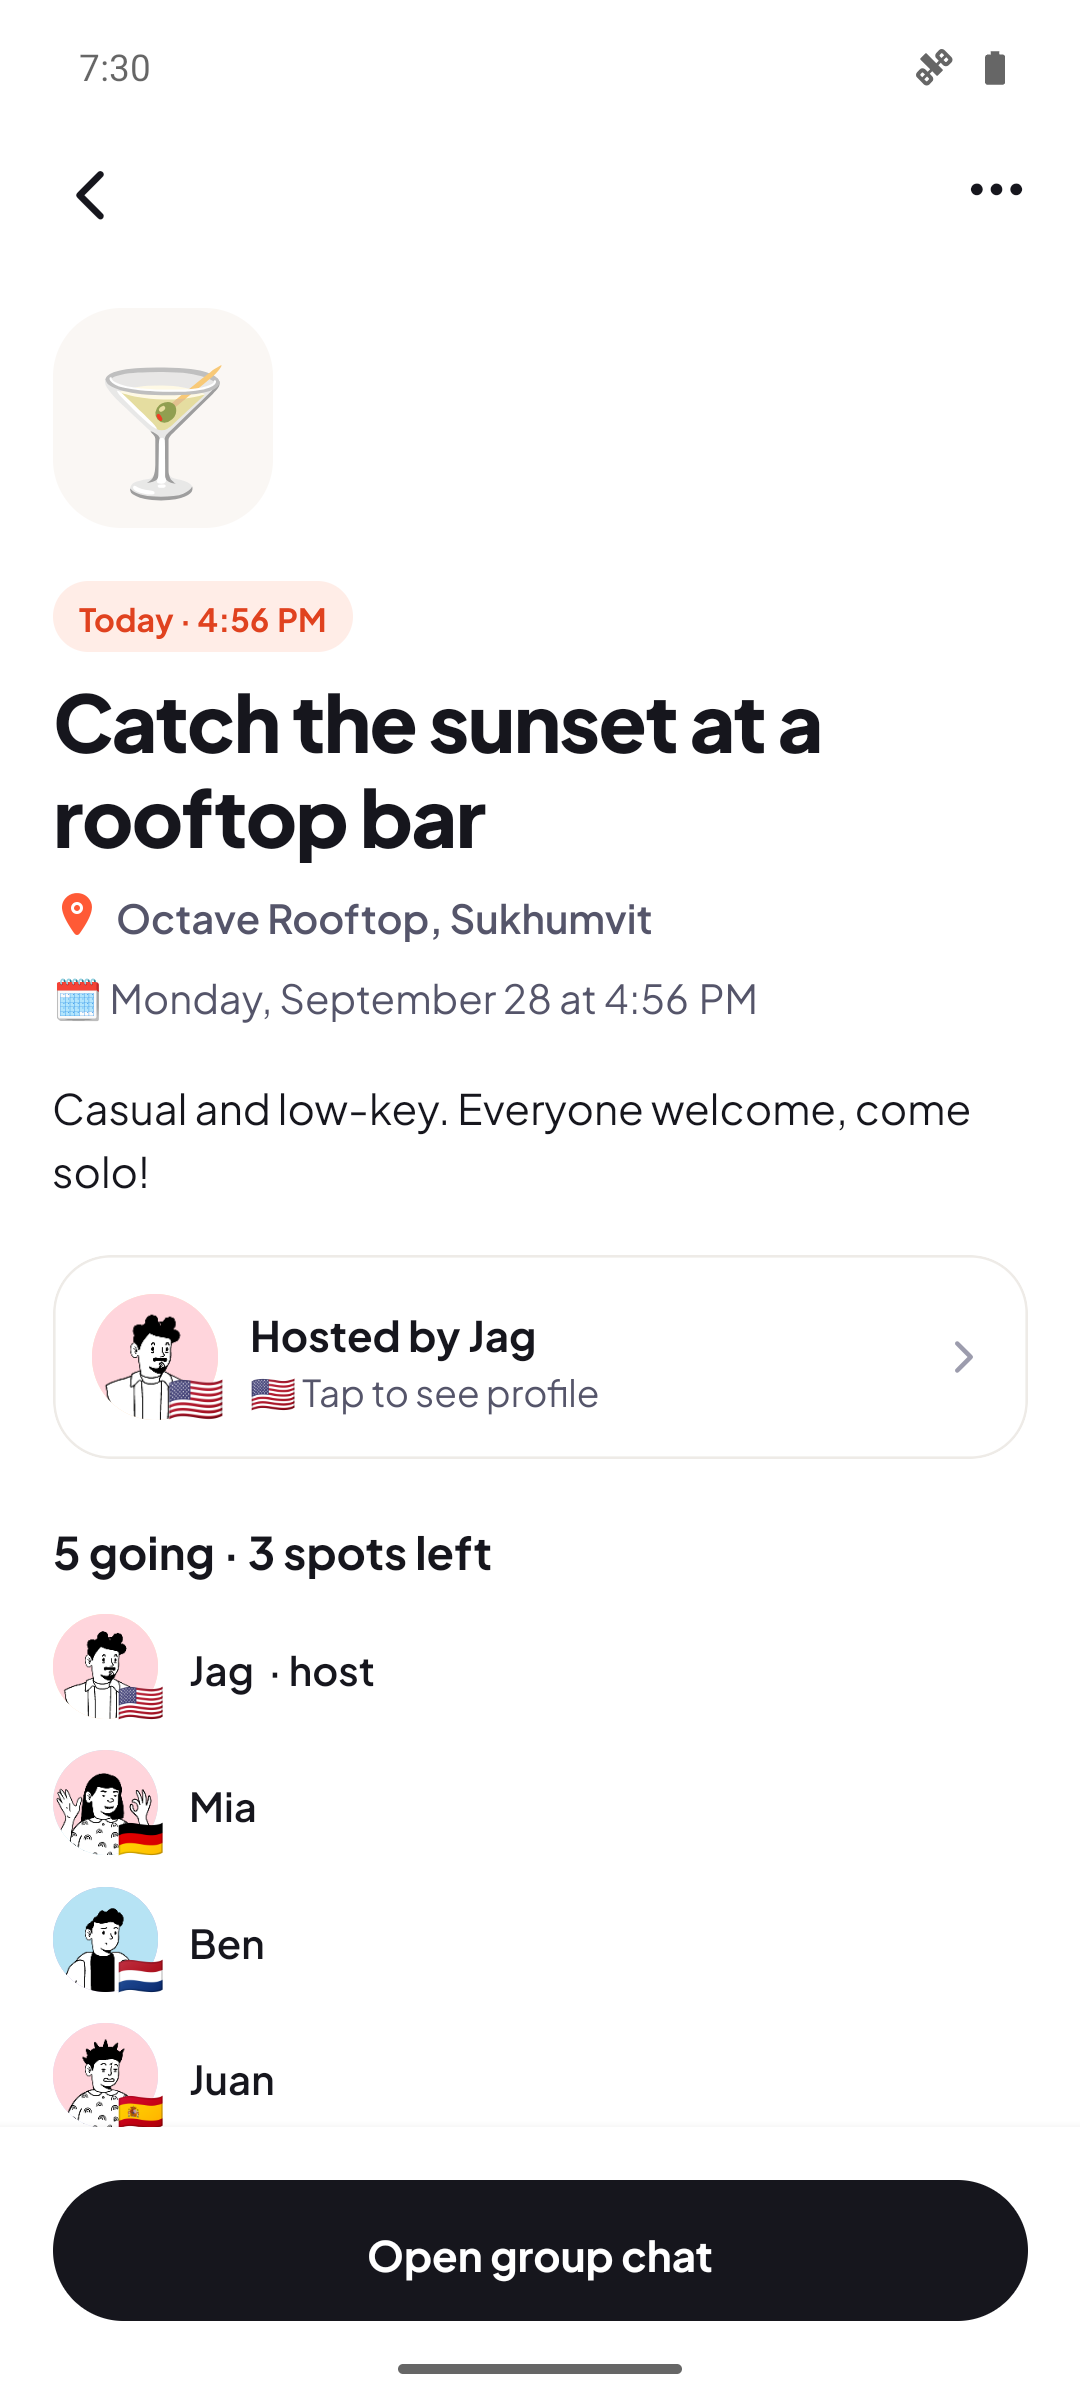 7:30
Today · 4:56 PM
Catch the sunset at a
rooftop bar
Octave Rooftop, Sukhumvit
Monday, September 28 at 4:56 PM
Casual and low-key. Everyone welcome, come
solo!
Hosted by Jag
Tap to see profile
5 going · 3 spots left
Jag · host
Mia
Ben
Juan
Open group chat